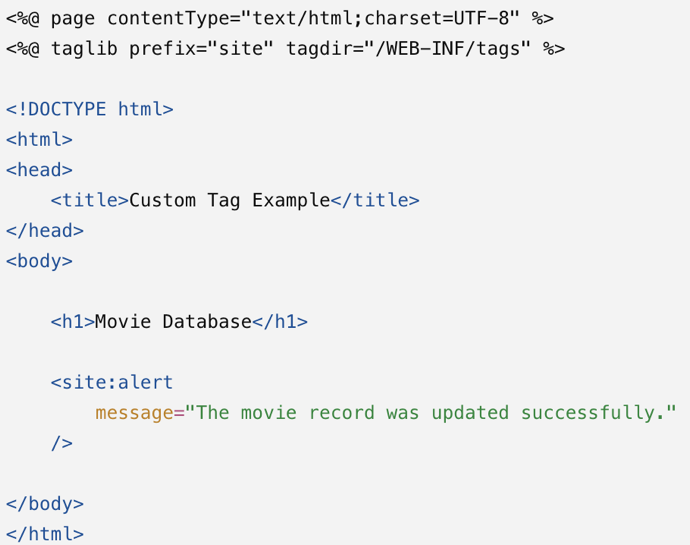 <%@ page contentType="text/html;charset=UTF-8" %>
<%@ taglib prefix="site" tagdir="/WEB-INF/tags" %>

<!DOCTYPE html>
<html>
<head>
    <title>Custom Tag Example</title>
</head>
<body>

    <h1>Movie Database</h1>

    <site:alert
        message="The movie record was updated successfully."
    />

</body>
</html>